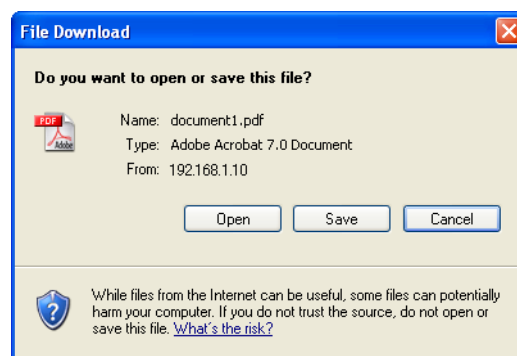 File Download
Do you want to open or save this file?
PDF
Adobe
Name: document1.pdf
Type: Adobe Acrobat 7.0 Document
From: 192.168.1.10
Open Save Cancel
While files from the Internet can be useful, some files can potentially
harm your computer. If you do not trust the source, do not open or
save this file. What's the risk?